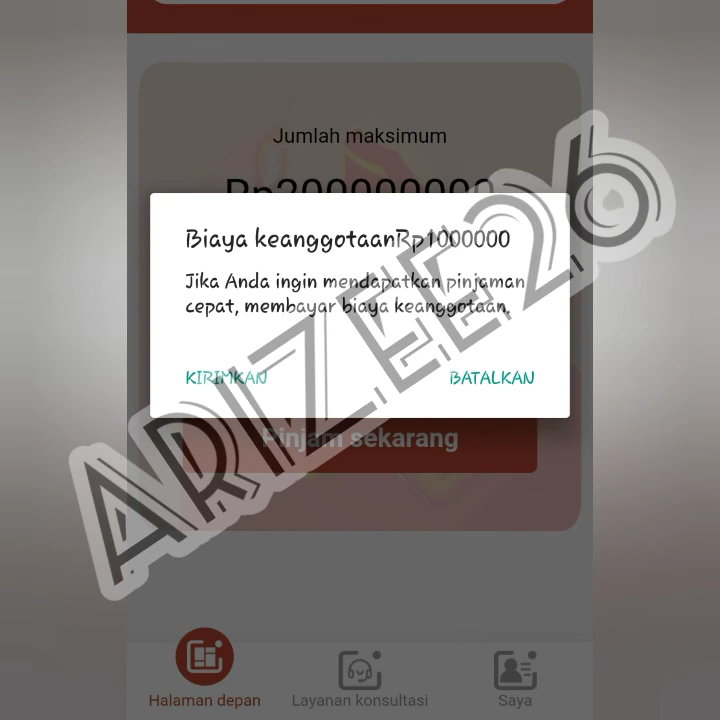 Jumlah maksimum
Biaya keanggotaanRp1000000
Jika Anda ingin mendapatkan pinjaman
cepat, membayar biaya keanggotaan.
KIRIMKAN
BATALKAN
Pinjam sekarang
ARIZEE26
Halaman depan
Layanan konsultasi
Saya